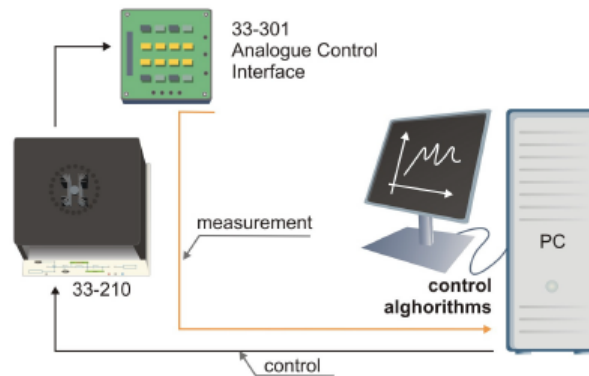 33-301
Analogue Control
Interface
measurement
PC
33-210
control
alghorithms
control